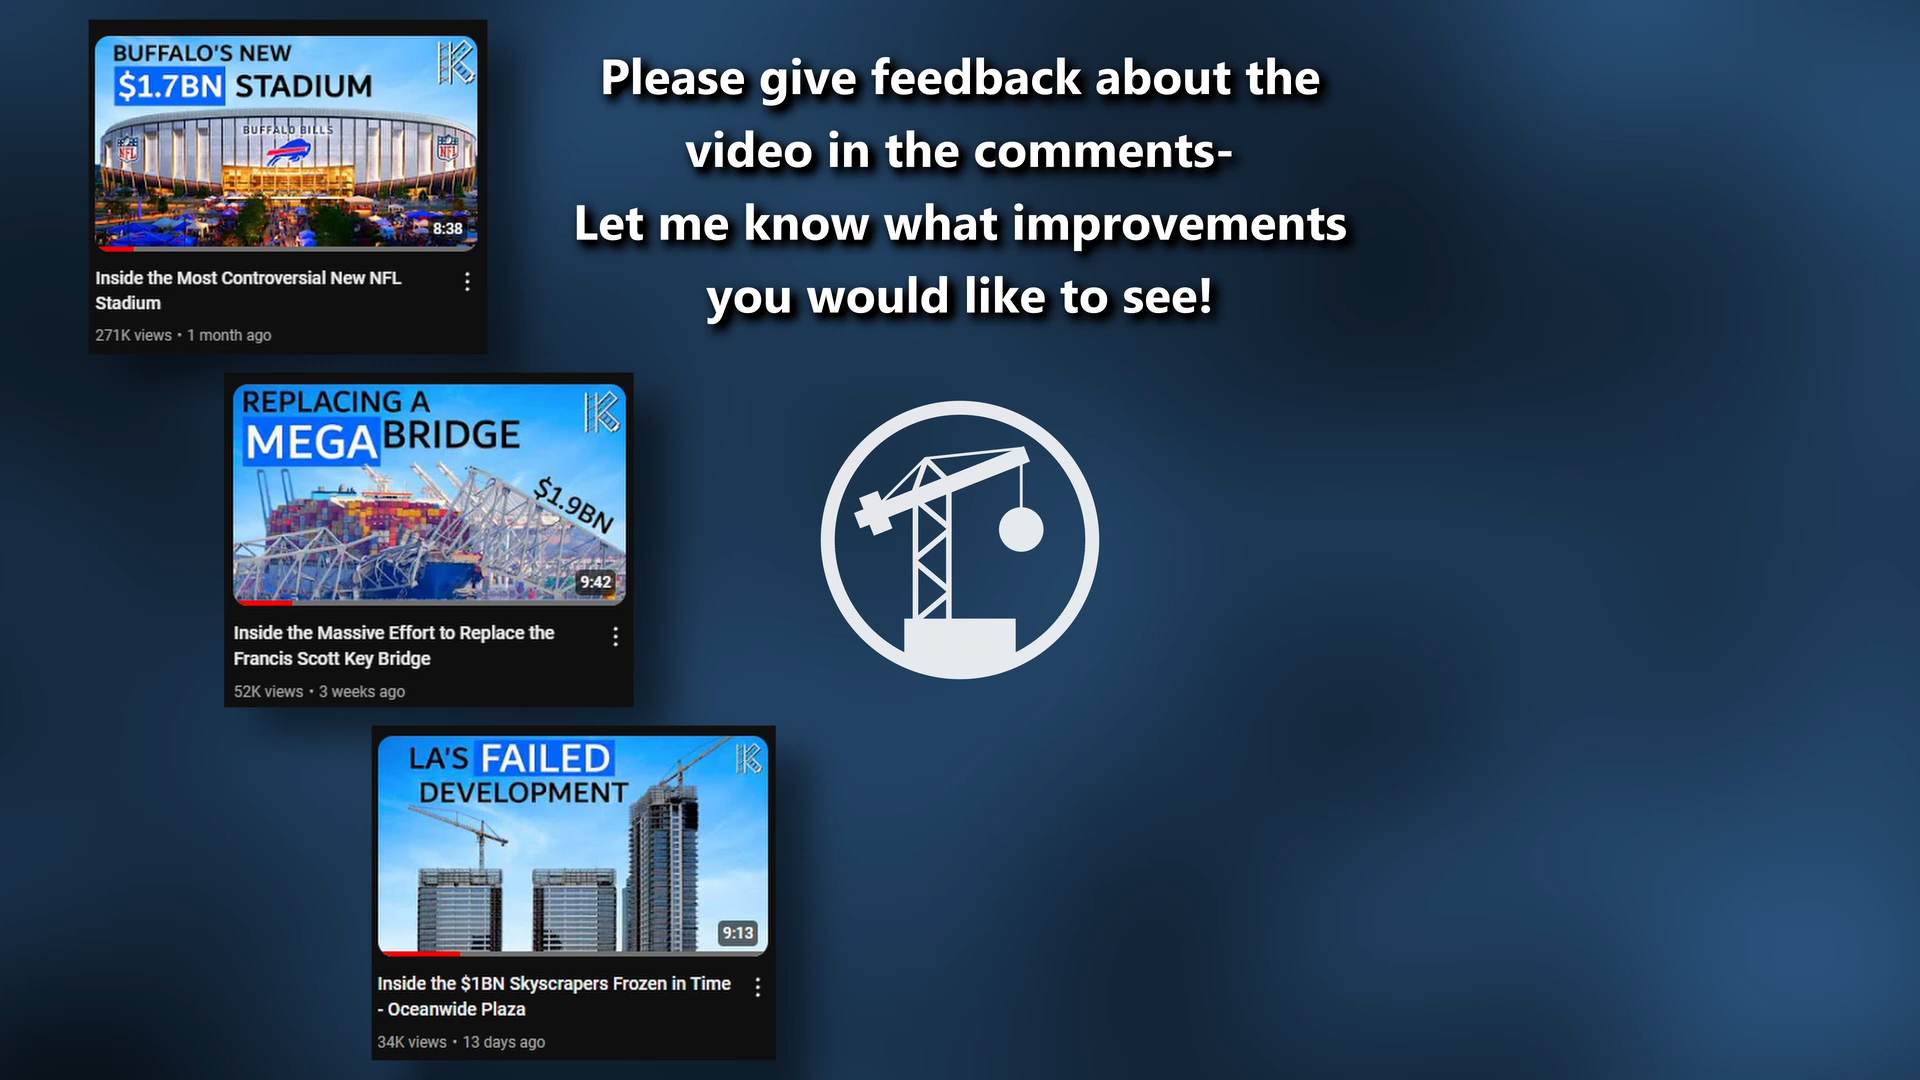 BUFFALO'S NEW
$1.7BN STADIUM
BUFFALO BILLS
NFL
NFL
8:38
Inside the Most Controversial New NFL
Stadium
271K views • 1 month ago
Please give feedback about the
video in the comments-
Let me know what improvements
you would like to see!
REPLACING A
MEGA BRIDGE
$1.9BN
9:42
Inside the Massive Effort to Replace the
Francis Scott Key Bridge
52K views • 3 weeks ago
LA'S FAILED
DEVELOPMENT
9:13
Inside the $1BN Skyscrapers Frozen in Time
- Oceanwide Plaza
34K views • 13 days ago